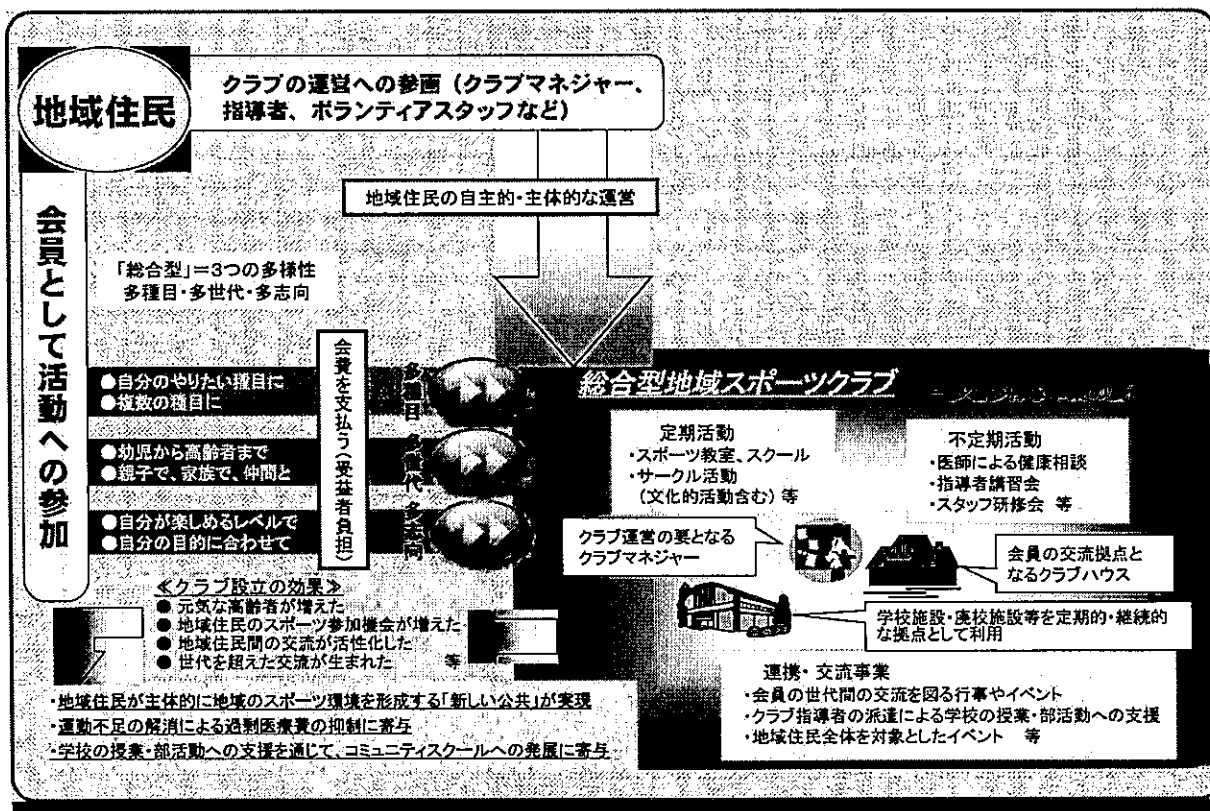 地域住民
クラブの運営への参画（クラブマネジャー、
指導者、ボランティアスタッフなど）
地域住民の自主的・主体的な運営
会員として活動への参加
「総合型」＝3つの多様性
多種目・多世代・多志向
●自分のやりたい種目に
●複数の種目に
●幼児から高齢者まで
●親子で、家族で、仲間と
●自分が楽しめるレベルで
●自分の目的に合わせて
会費を支払う（受益者負担）
多種目
多世代
多志向
総合型地域スポーツクラブ
定期活動
・スポーツ教室、スクール
・サークル活動
（文化的活動含む）等
不定期活動
・医師による健康相談
・指導者講習会
・スタッフ研修会 等
クラブ運営の要となる
クラブマネジャー
会員の交流拠点と
なるクラブハウス
学校施設・廃校施設等を定期的・継続的
な拠点として利用
連携・交流事業
・会員の世代間の交流を図る行事やイベント
・クラブ指導者の派遣による学校の授業・部活動への支援
・地域住民全体を対象としたイベント 等
≪クラブ設立の効果≫
● 元気な高齢者が増えた
● 地域住民のスポーツ参加機会が増えた
● 地域住民間の交流が活性化した
● 世代を超えた交流が生まれた 等
・地域住民が主体的に地域のスポーツ環境を形成する「新しい公共」が実現
・運動不足の解消による過剰医療費の抑制に寄与
・学校の授業・部活動への支援を通じて、コミュニティスクールへの発展に寄与